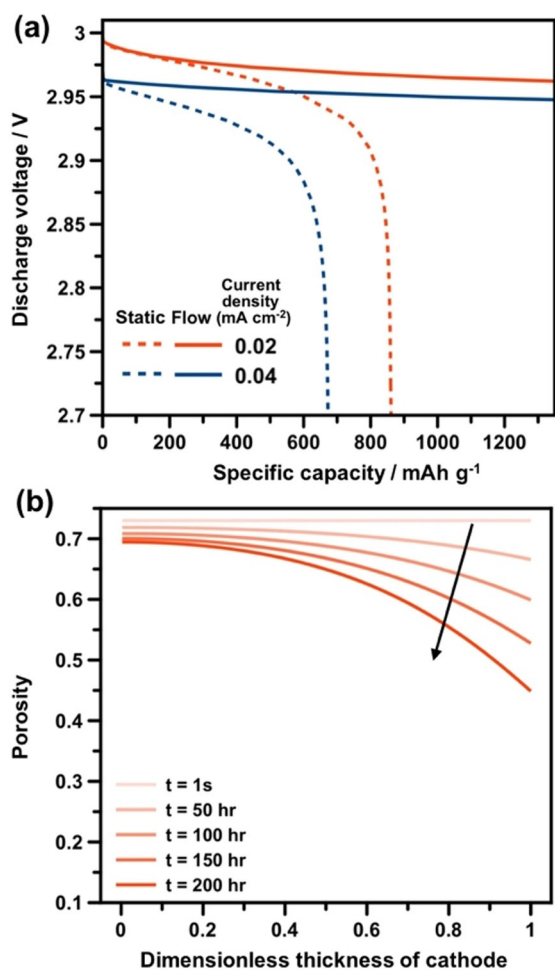 (a)
3
2.95
2.9
2.85
2.8
2.75
2.7
Discharge voltage / V
Current
density
Static Flow (mA cm⁻²)
0.02
0.04
0 200 400 600 800 1000 1200
Specific capacity / mAh g⁻¹
(b)
0.7
0.6
0.5
0.4
0.3
0.2
0.1
Porosity
t = 1s
t = 50 hr
t = 100 hr
t = 150 hr
t = 200 hr
0 0.2 0.4 0.6 0.8 1
Dimensionless thickness of cathode